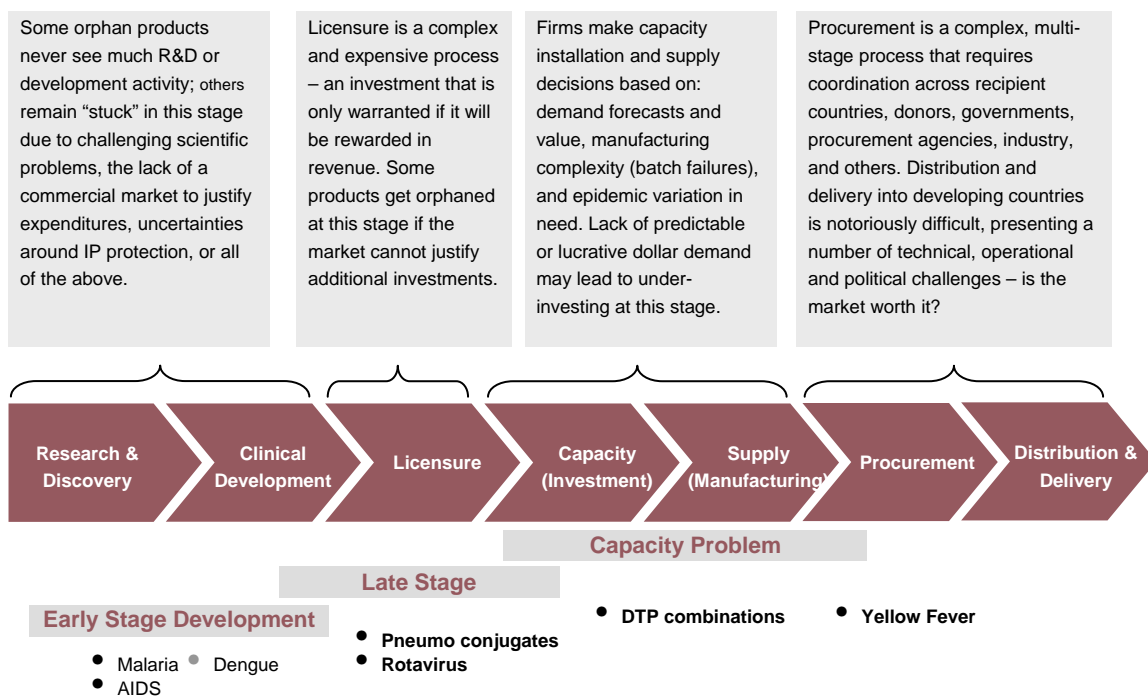 Some orphan products
never see much R&D or
development activity; others
remain “stuck” in this stage
due to challenging scientific
problems, the lack of a
commercial market to justify
expenditures, uncertainties
around IP protection, or all
of the above.
Licensure is a complex
and expensive process
– an investment that is
only warranted if it will
be rewarded in
revenue. Some
products get orphaned
at this stage if the
market cannot justify
additional investments.
Firms make capacity
installation and supply
decisions based on:
demand forecasts and
value, manufacturing
complexity (batch failures),
and epidemic variation in
need. Lack of predictable
or lucrative dollar demand
may lead to under-
investing at this stage.
Procurement is a complex, multi-
stage process that requires
coordination across recipient
countries, donors, governments,
procurement agencies, industry,
and others. Distribution and
delivery into developing countries
is notoriously difficult, presenting a
number of technical, operational
and political challenges – is the
market worth it?
Research &
Discovery
Clinical
Development
Licensure
Capacity
(Investment)
Supply
(Manufacturing)
Procurement
Distribution &
Delivery
Capacity Problem
Late Stage
Early Stage Development
• DTP combinations
• Yellow Fever
• Pneumo conjugates
• Rotavirus
• Malaria • Dengue
• AIDS